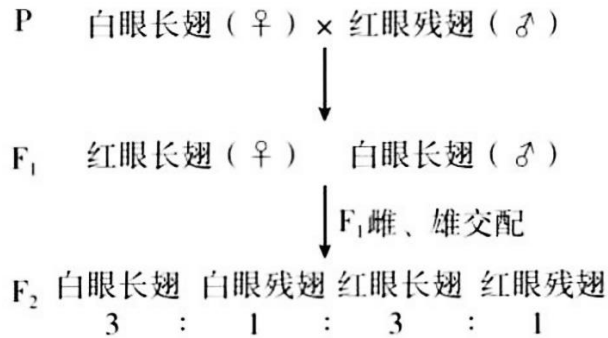 P 白眼长翅(♀) × 红眼残翅(♂)
F₁ 红眼长翅(♀) 白眼长翅(♂)
F₁雌、雄交配
F₂ 白眼长翅 白眼残翅 红眼长翅 红眼残翅
3 : 1 : 3 : 1